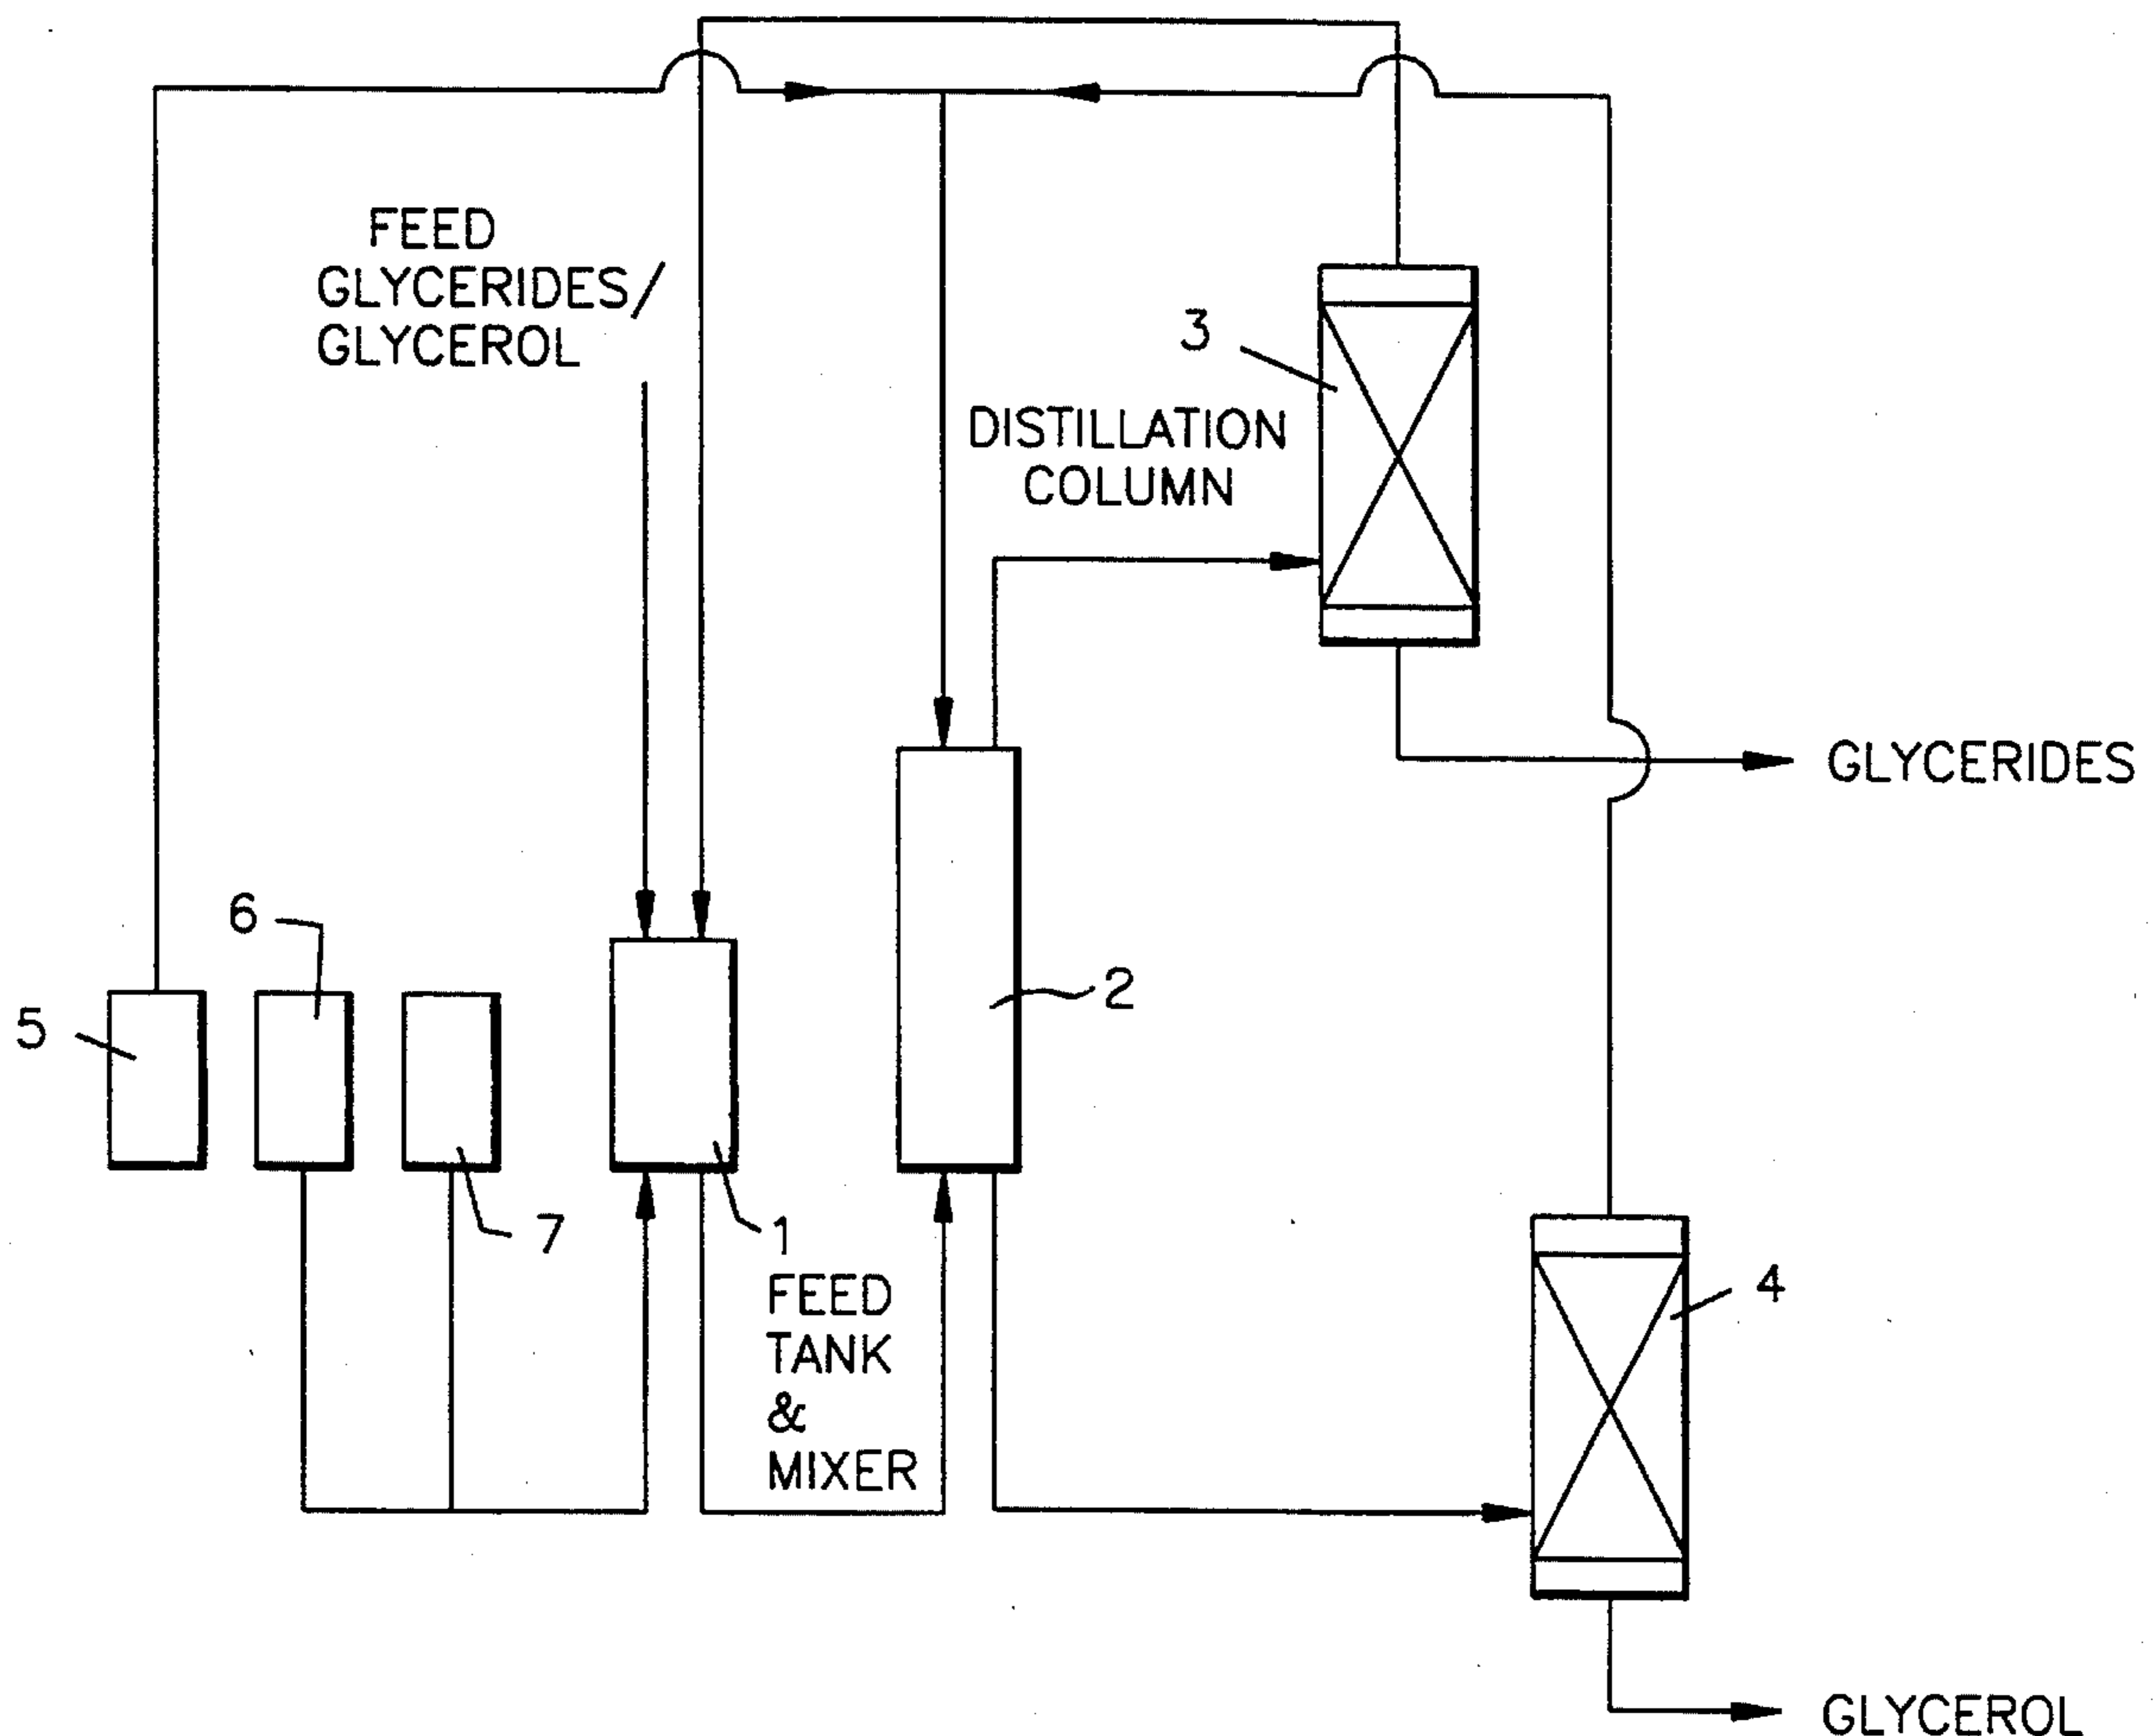 FEED
GLYCERIDES/
GLYCEROL
3
DISTILLATION
COLUMN
GLYCERIDES
6
2
5
7
1
FEED
TANK
&
MIXER
4
GLYCEROL